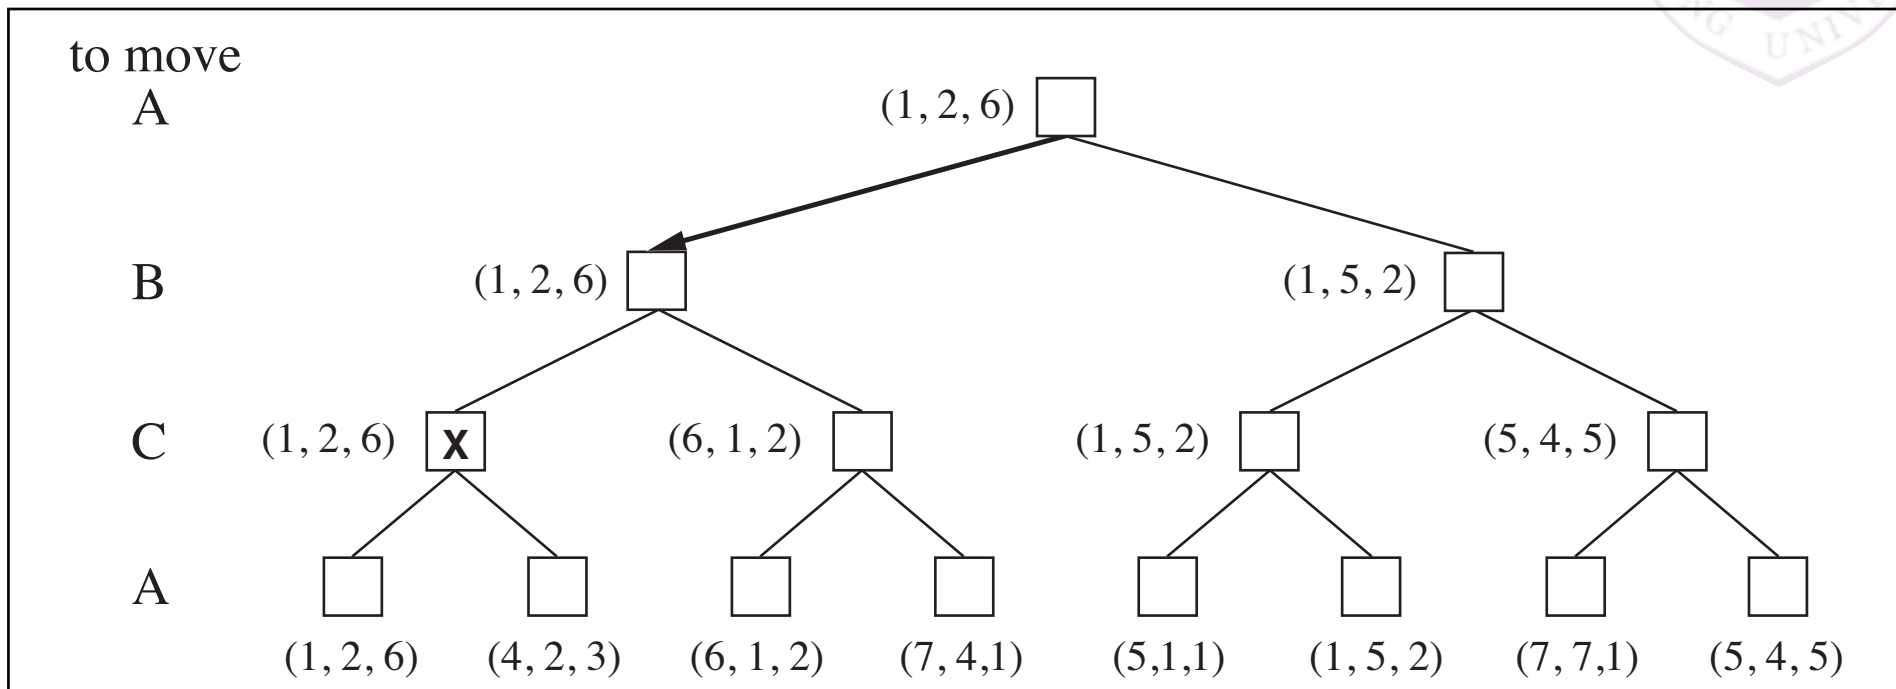 to move
A (1, 2, 6)
B (1, 2, 6) (1, 5, 2)
C (1, 2, 6) X (6, 1, 2) (1, 5, 2) (5, 4, 5)
A
(1, 2, 6) (4, 2, 3) (6, 1, 2) (7, 4,1) (5,1,1) (1, 5, 2) (7, 7,1) (5, 4, 5)